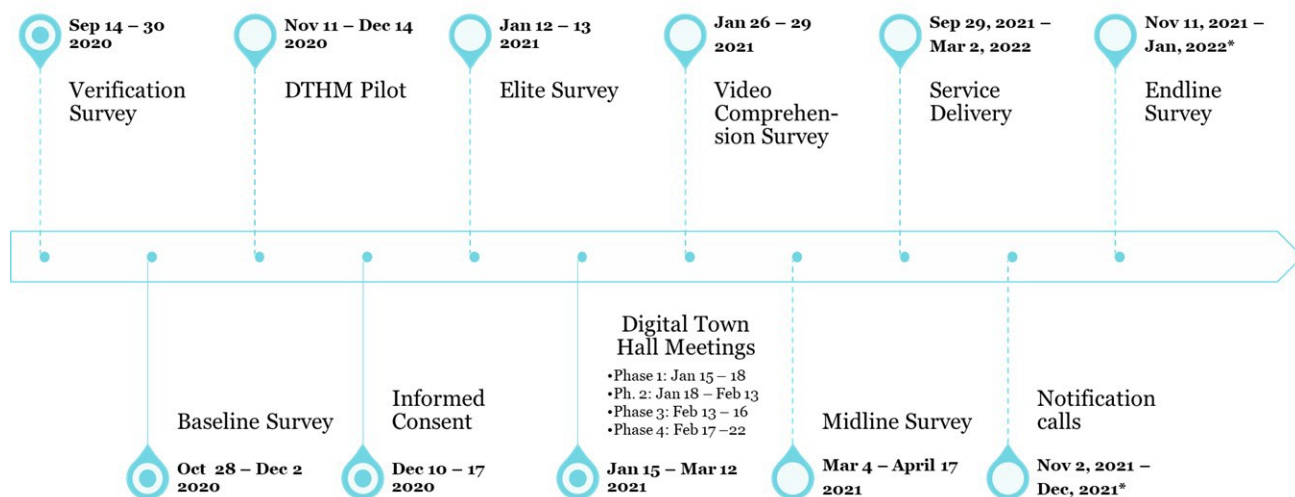 Sep 14 – 30
2020
Verification
Survey
Nov 11 – Dec 14
2020
DTHM Pilot
Jan 12 – 13
2021
Elite Survey
Jan 26 – 29
2021
Video
Comprehen-
sion Survey
Sep 29, 2021 –
Mar 2, 2022
Service
Delivery
Nov 11, 2021 –
Jan, 2022*
Endline
Survey
Baseline Survey
Oct 28 – Dec 2
2020
Informed
Consent
Dec 10 – 17
2020
Digital Town
Hall Meetings
•Phase 1: Jan 15 – 18
•Ph. 2: Jan 18 – Feb 13
•Phase 3: Feb 13 – 16
•Phase 4: Feb 17 –22
Jan 15 – Mar 12
2021
Midline Survey
Mar 4 – April 17
2021
Notification
calls
Nov 2, 2021 –
Dec, 2021*